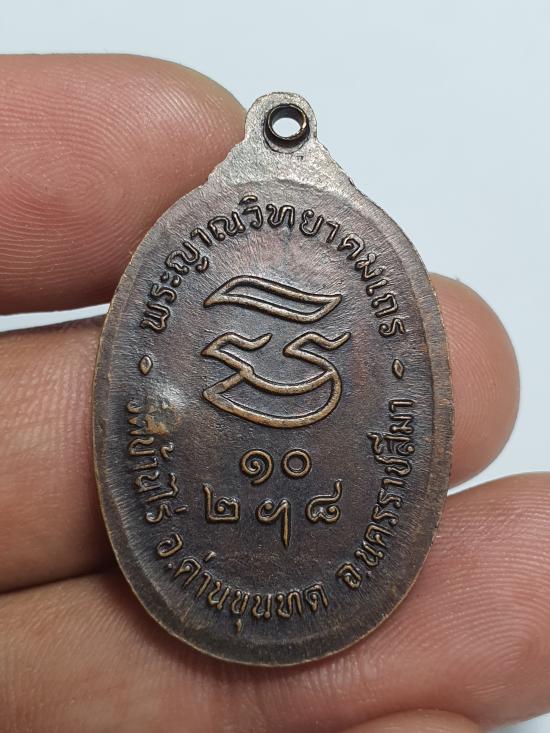 พระญาณวิทยาคมเถร
๑๐
๒ ๗ ๘
วัดบ้านไร่ อ.ด่านขุนทด จ.นครราชสีมา